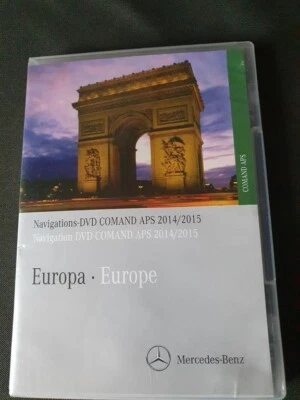 COMAND APS
Navigations-DVD COMAND APS 2014/2015
Navigation-DVD COMAND APS 2014/2015
Europa · Europe
Mercedes-Benz